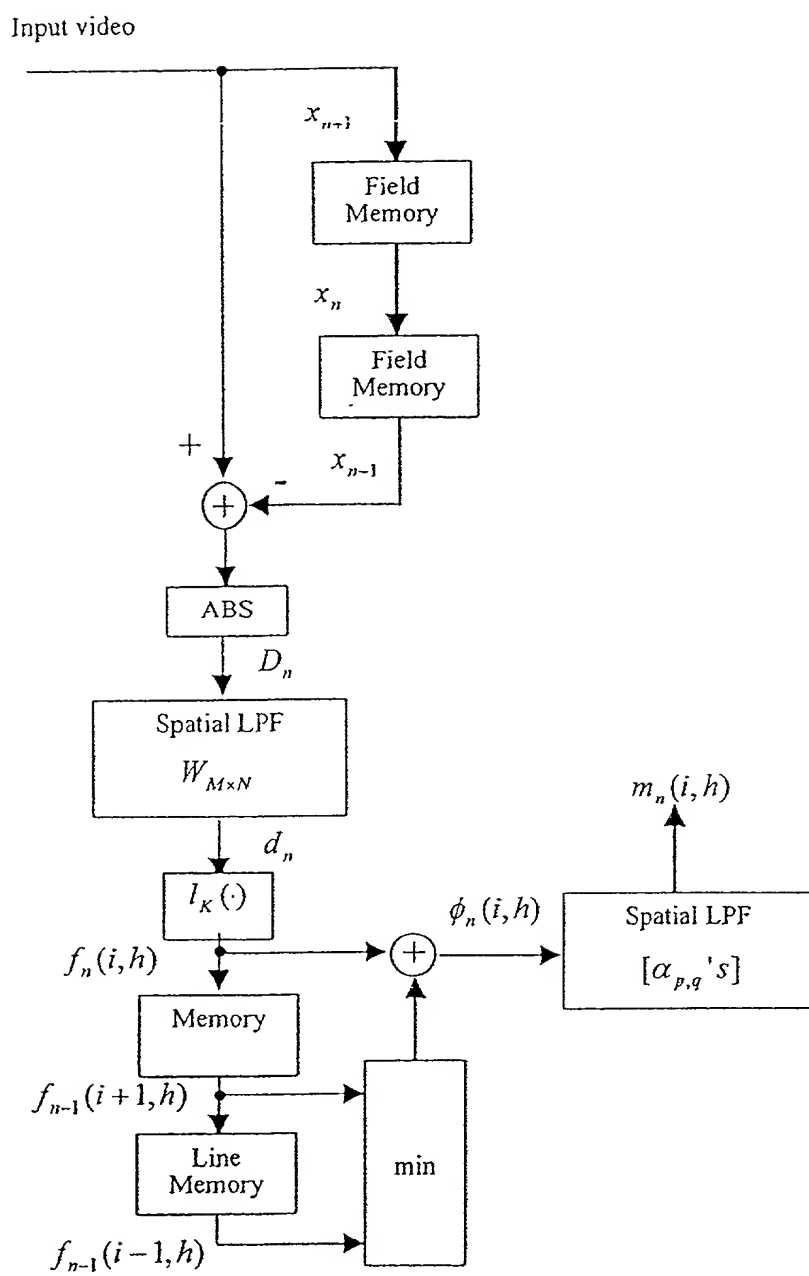 Input video
x_{n+1}
Field
Memory
x_n
Field
Memory
+
x_{n-1}
-
+
ABS
D_n
Spatial LPF
W_{M×N}
d_n
l_K(·)
m_n(i,h)
ϕ_n(i,h)
Spatial LPF
[α_{p,q}'s]
f_n(i,h)
+
Memory
f_{n-1}(i+1,h)
Line
Memory
min
f_{n-1}(i-1,h)